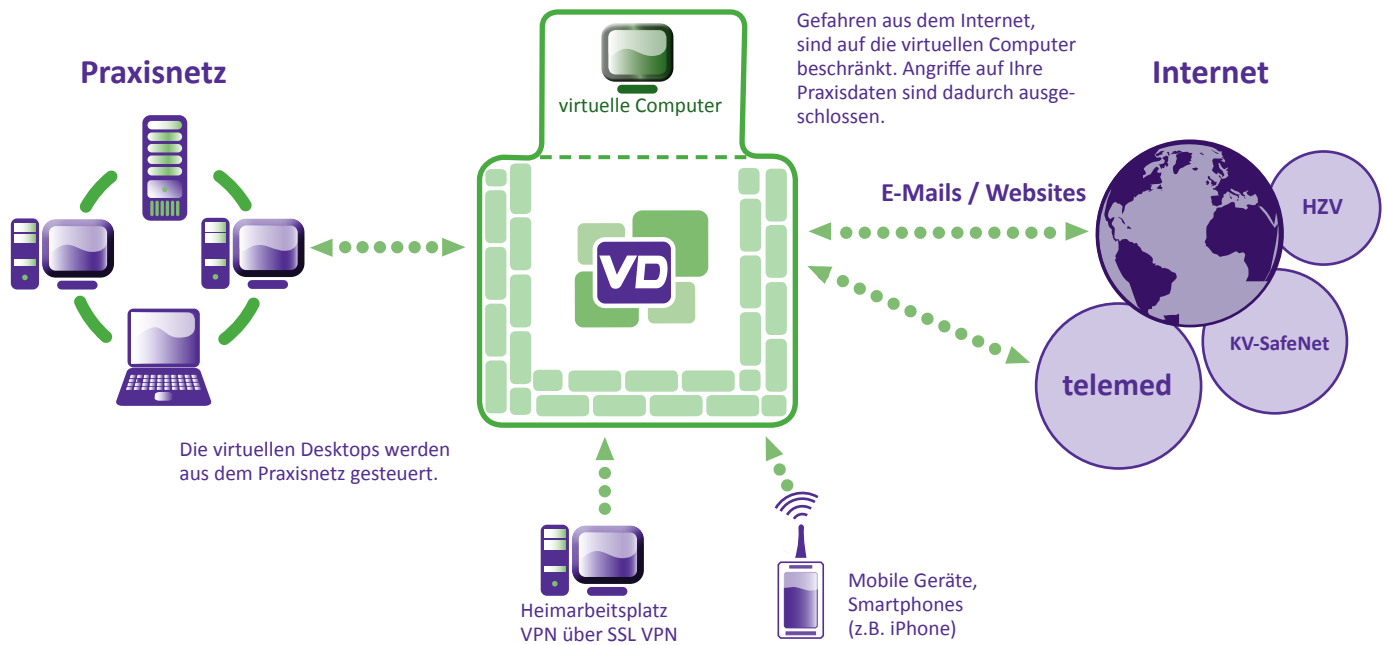 Praxisnetz
virtuelle Computer
Gefahren aus dem Internet,
sind auf die virtuellen Computer
beschränkt. Angriffe auf Ihre
Praxisdaten sind dadurch ausge-
schlossen.
Internet
E-Mails / Websites
HZV
KV-SafeNet
telemed
VD
Die virtuellen Desktops werden
aus dem Praxisnetz gesteuert.
Heimarbeitsplatz
VPN über SSL VPN
Mobile Geräte,
Smartphones
(z.B. iPhone)